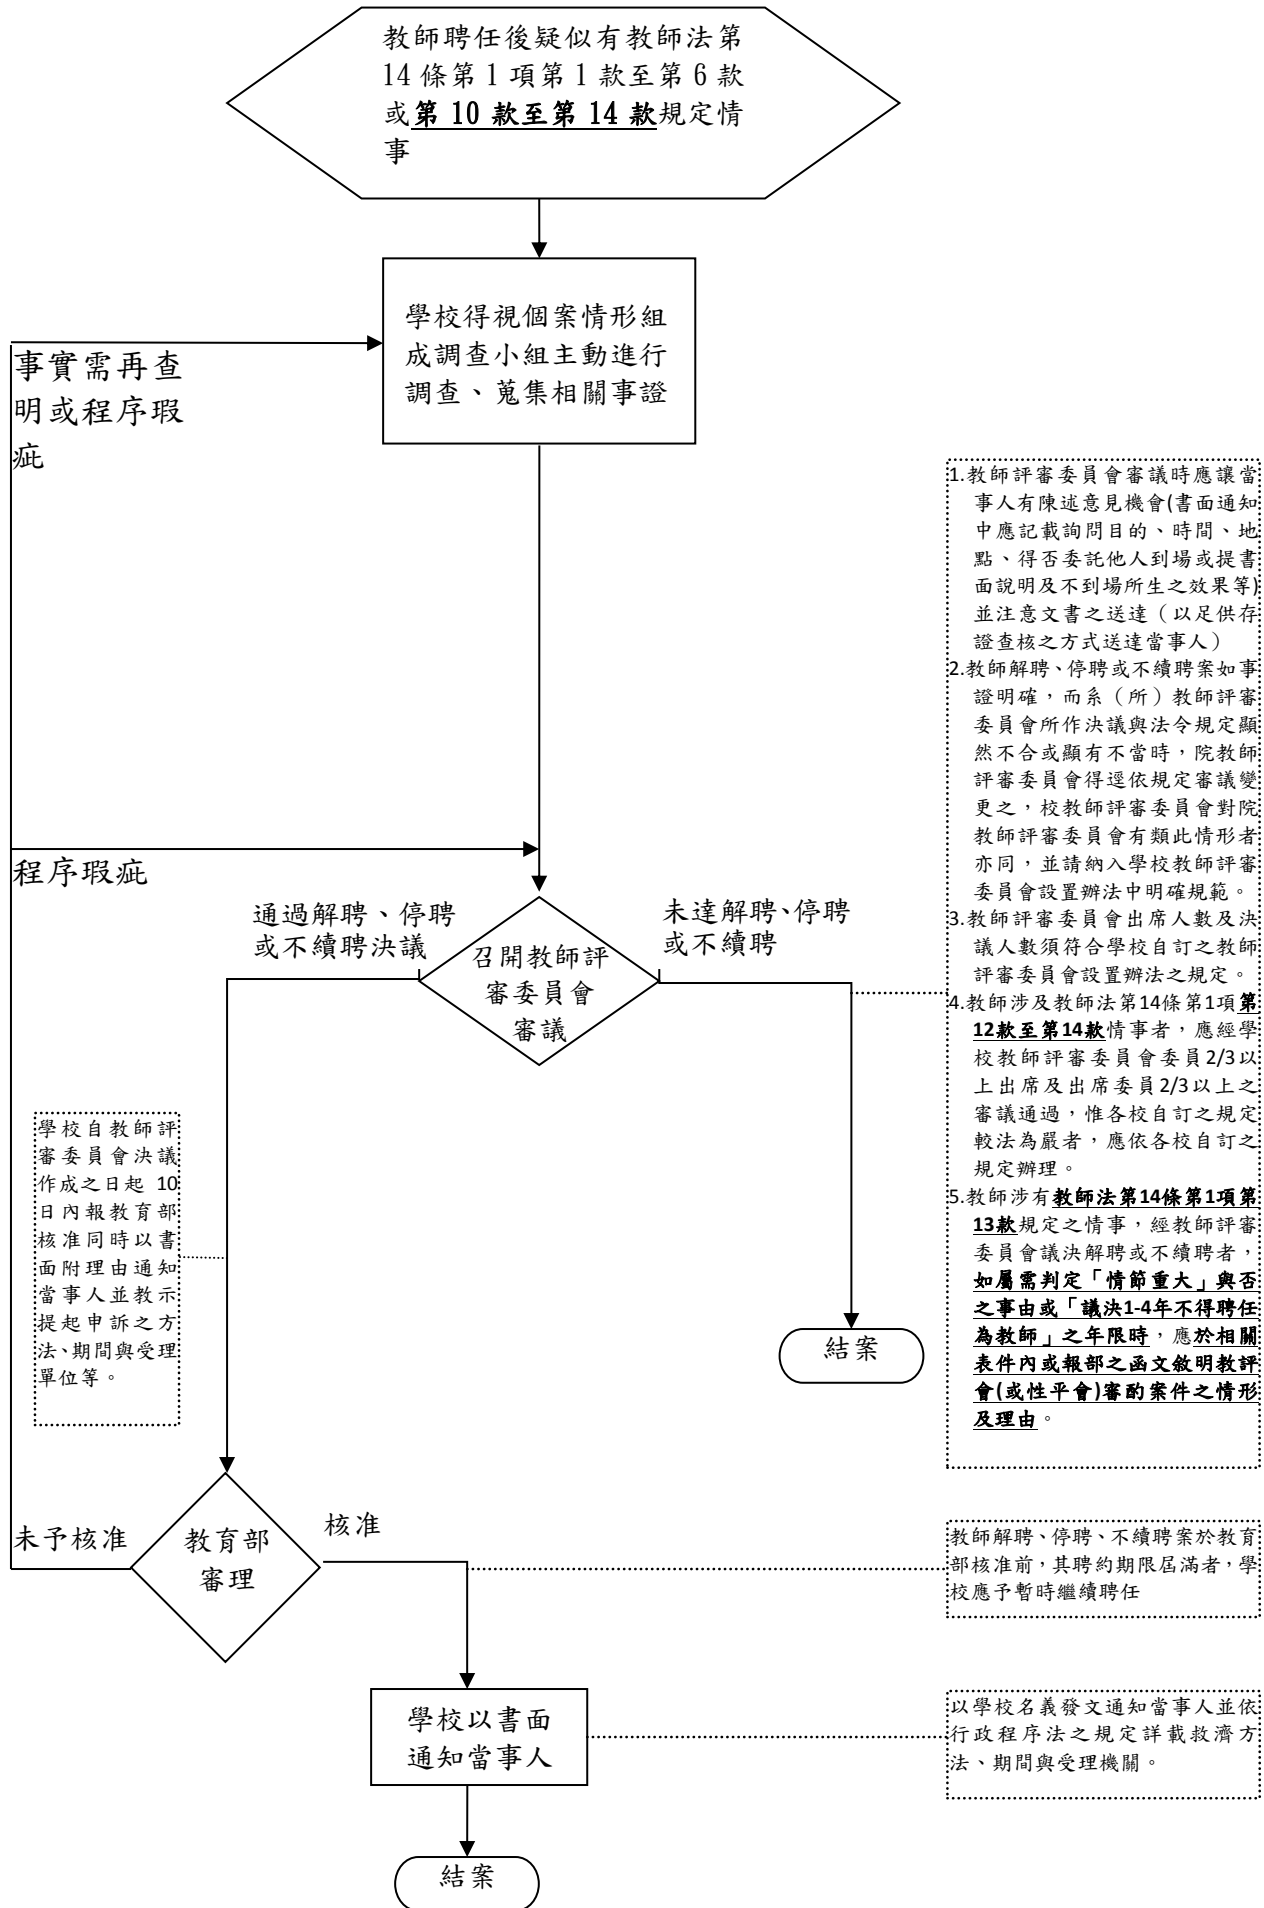 教師聘任後疑似有教師法第
14 條第 1 項第 1 款至第 6 款
或第 10 款至第 14 款規定情
事
學校得視個案情形組
成調查小組主動進行
調查、蒐集相關事證
事實需再查
明或程序瑕
疵
程序瑕疵
通過解聘、停聘
或不續聘決議
未達解聘、停聘
或不續聘
召開教師評
審委員會
審議
1.教師評審委員會審議時應讓當
事人有陳述意見機會(書面通知
中應記載詢問目的、時間、地
點、得否委託他人到場或提書
面說明及不到場所生之效果等)
並注意文書之送達（以足供存
證查核之方式送達當事人）
2.教師解聘、停聘或不續聘案如事
證明確，而系（所）教師評審
委員會所作決議與法令規定顯
然不合或顯有不當時，院教師
評審委員會得逕依規定審議變
更之，校教師評審委員會對院
教師評審委員會有類此情形者
亦同，並請納入學校教師評審
委員會設置辦法中明確規範。
3.教師評審委員會出席人數及決
議人數須符合學校自訂之教師
評審委員會設置辦法之規定。
4.教師涉及教師法第14條第1項第
12款至第14款情事者，應經學
校教師評審委員會委員2/3以
上出席及出席委員2/3以上之
審議通過，惟各校自訂之規定
較法為嚴者，應依各校自訂之
規定辦理。
5.教師涉有教師法第14條第1項第
13款規定之情事，經教師評審
委員會議決解聘或不續聘者，
如屬需判定「情節重大」與否
之事由或「議決1-4年不得聘任
為教師」之年限時，應於相關
表件內或報部之函文敘明教評
會(或性平會)審酌案件之情形
及理由。
學校自教師評
審委員會決議
作成之日起 10
日內報教育部
核准同時以書
面附理由通知
當事人並教示
提起申訴之方
法、期間與受理
單位等。
結案
未予核准
教育部
審理
核准
教師解聘、停聘、不續聘案於教育
部核准前，其聘約期限屆滿者，學
校應予暫時繼續聘任
學校以書面
通知當事人
以學校名義發文通知當事人並依
行政程序法之規定詳載救濟方
法、期間與受理機關。
結案